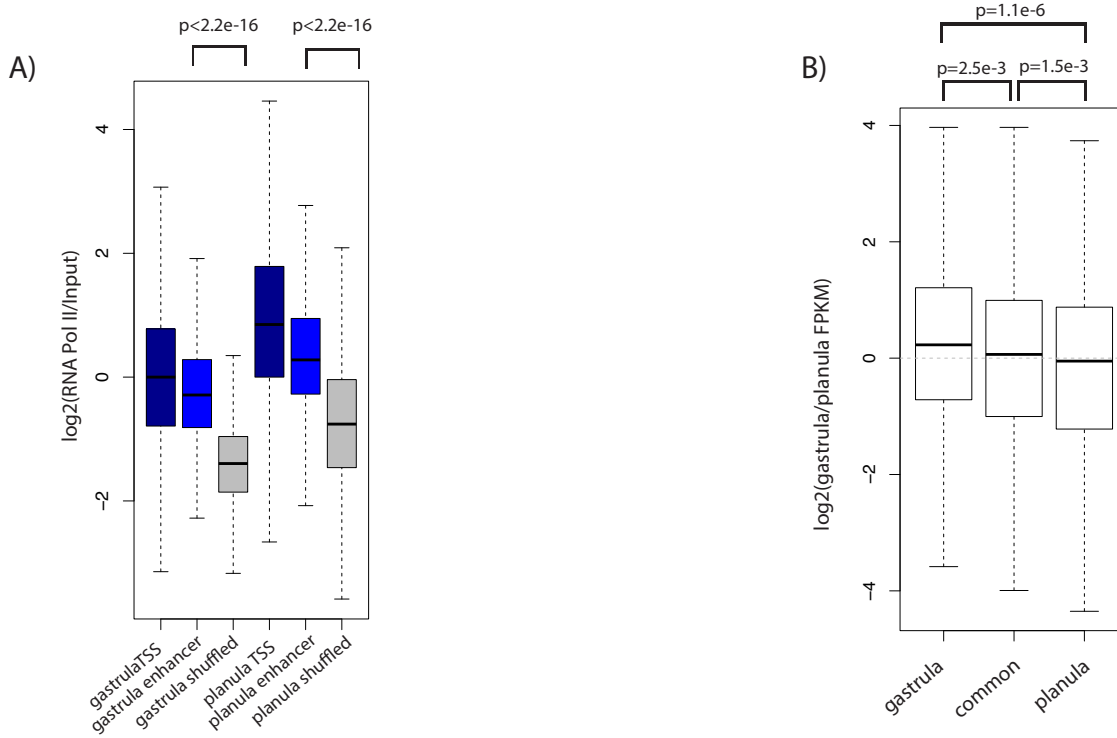 A)
p<2.2e-16
p<2.2e-16
log2(RNA Pol II/Input)
4
2
0
−2
gastrulaTSS
gastrula enhancer
gastrula shuffled
planula TSS
planula enhancer
planula shuffled
B)
p=1.1e-6
p=2.5e-3
p=1.5e-3
log2(gastrula/planula FPKM)
4
2
0
−2
−4
gastrula
common
planula